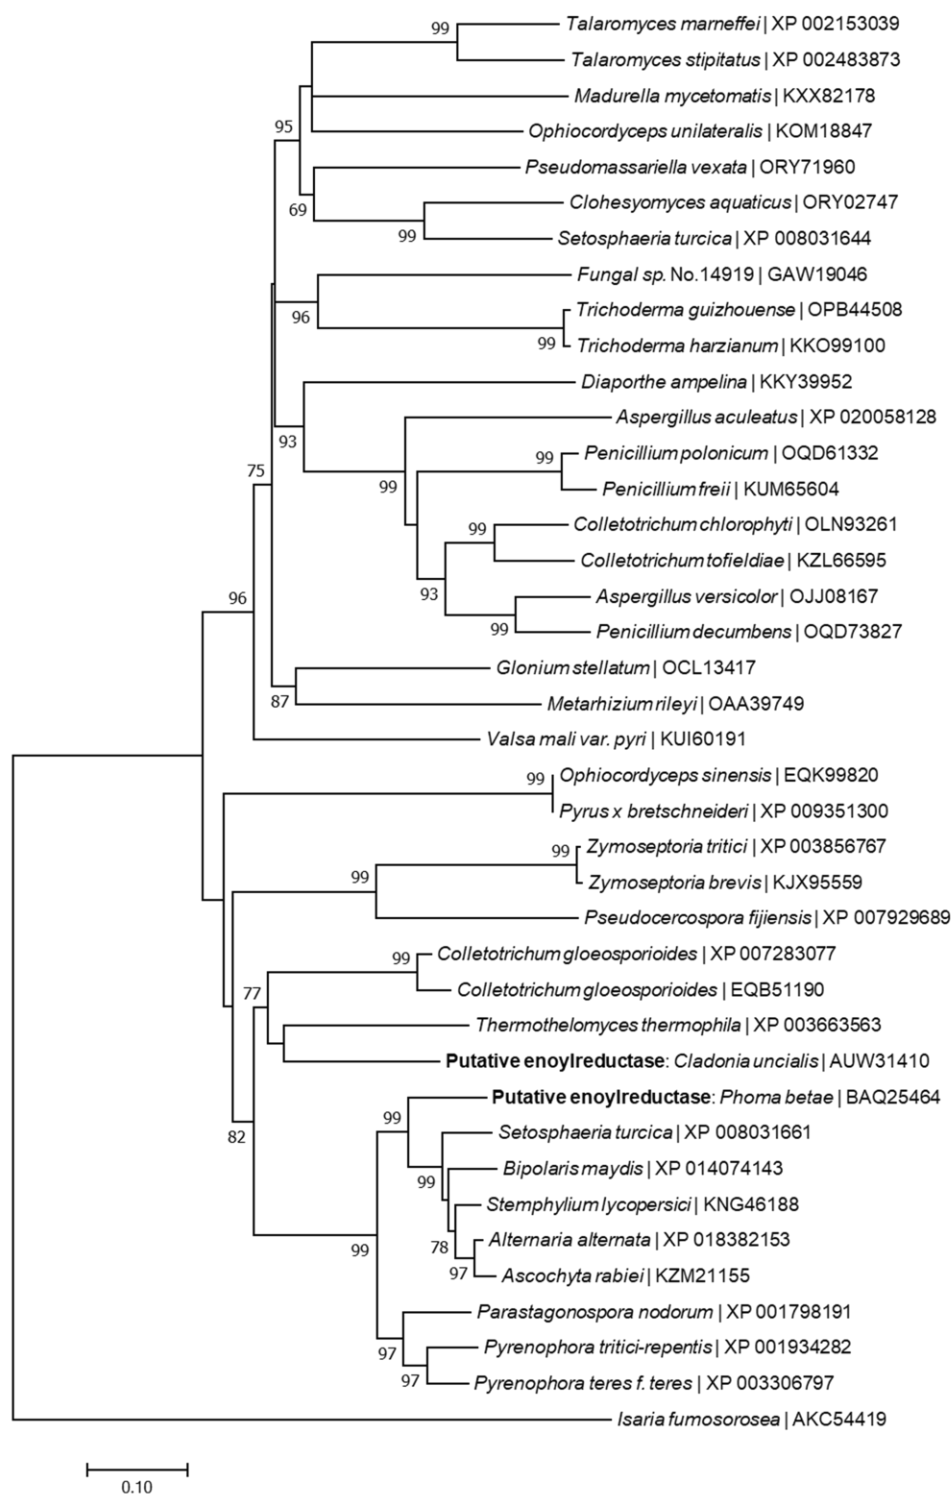 99 Talaromyces marneffei | XP 002153039
Talaromyces stipitatus | XP 002483873
Madurella mycetomatis | KXX82178
95 Ophiocordyceps unilateralis | KOM18847
Pseudomassariella vexata | ORY71960
69 Clohesyomyces aquaticus | ORY02747
99 Setosphaeria turcica | XP 008031644
Fungal sp. No.14919 | GAW19046
96 Trichoderma guizhouense | OPB44508
99 Trichoderma harzianum | KKO99100
Diaporthe ampelina | KKY39952
93 Aspergillus aculeatus | XP 020058128
75 99 Penicillium polonicum | OQD61332
99 Penicillium freii | KUM65604
99 Colletotrichum chlorophyti | OLN93261
Colletotrichum tofieldiae | KZL66595
96 93 Aspergillus versicolor | OJJ08167
99 Penicillium decumbens | OQD73827
Glonium stellatum | OCL13417
87 Metarhizium rileyi | OAA39749
Valsa mali var. pyri | KUI60191
99 Ophiocordyceps sinensis | EQK99820
Pyrus x bretschneideri | XP 009351300
99 Zymoseptoria tritici | XP 003856767
99 Zymoseptoria brevis | KJX95559
Pseudocercospora fijiensis | XP 007929689
99 Colletotrichum gloeosporioides | XP 007283077
77 Colletotrichum gloeosporioides | EQB51190
Thermothelomyces thermophila | XP 003663563
Putative enoylreductase: Cladonia uncialis | AUW31410
Putative enoylreductase: Phoma betae | BAQ25464
82 99 Setosphaeria turcica | XP 008031661
99 Bipolaris maydis | XP 014074143
Stemphylium lycopersici | KNG46188
99 78 Alternaria alternata | XP 018382153
97 Ascochyta rabiei | KZM21155
Parastagonospora nodorum | XP 001798191
97 Pyrenophora tritici-repentis | XP 001934282
97 Pyrenophora teres f. teres | XP 003306797
Isaria fumosorosea | AKC54419
0.10